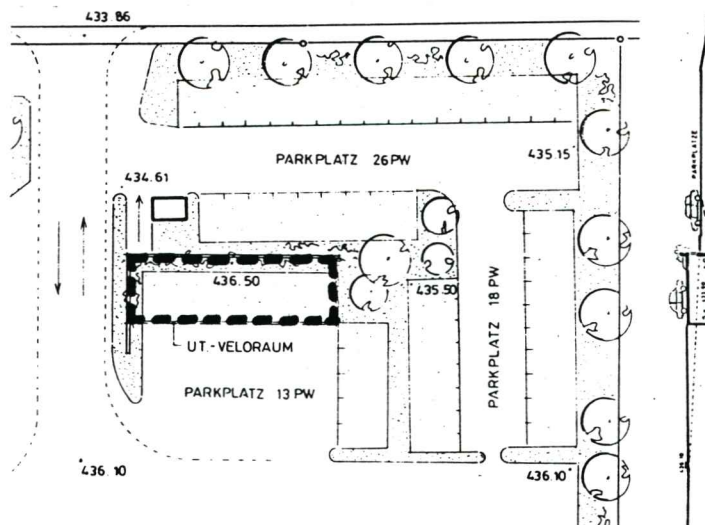 433.86
PARKPLATZ 26PW
435.15
434.61
436.50
435.50
PARKPLATZ 18 PW
UT.-VELORAUM
PARKPLATZ 13 PW
436.10
436.10
PARKPLÄTZE